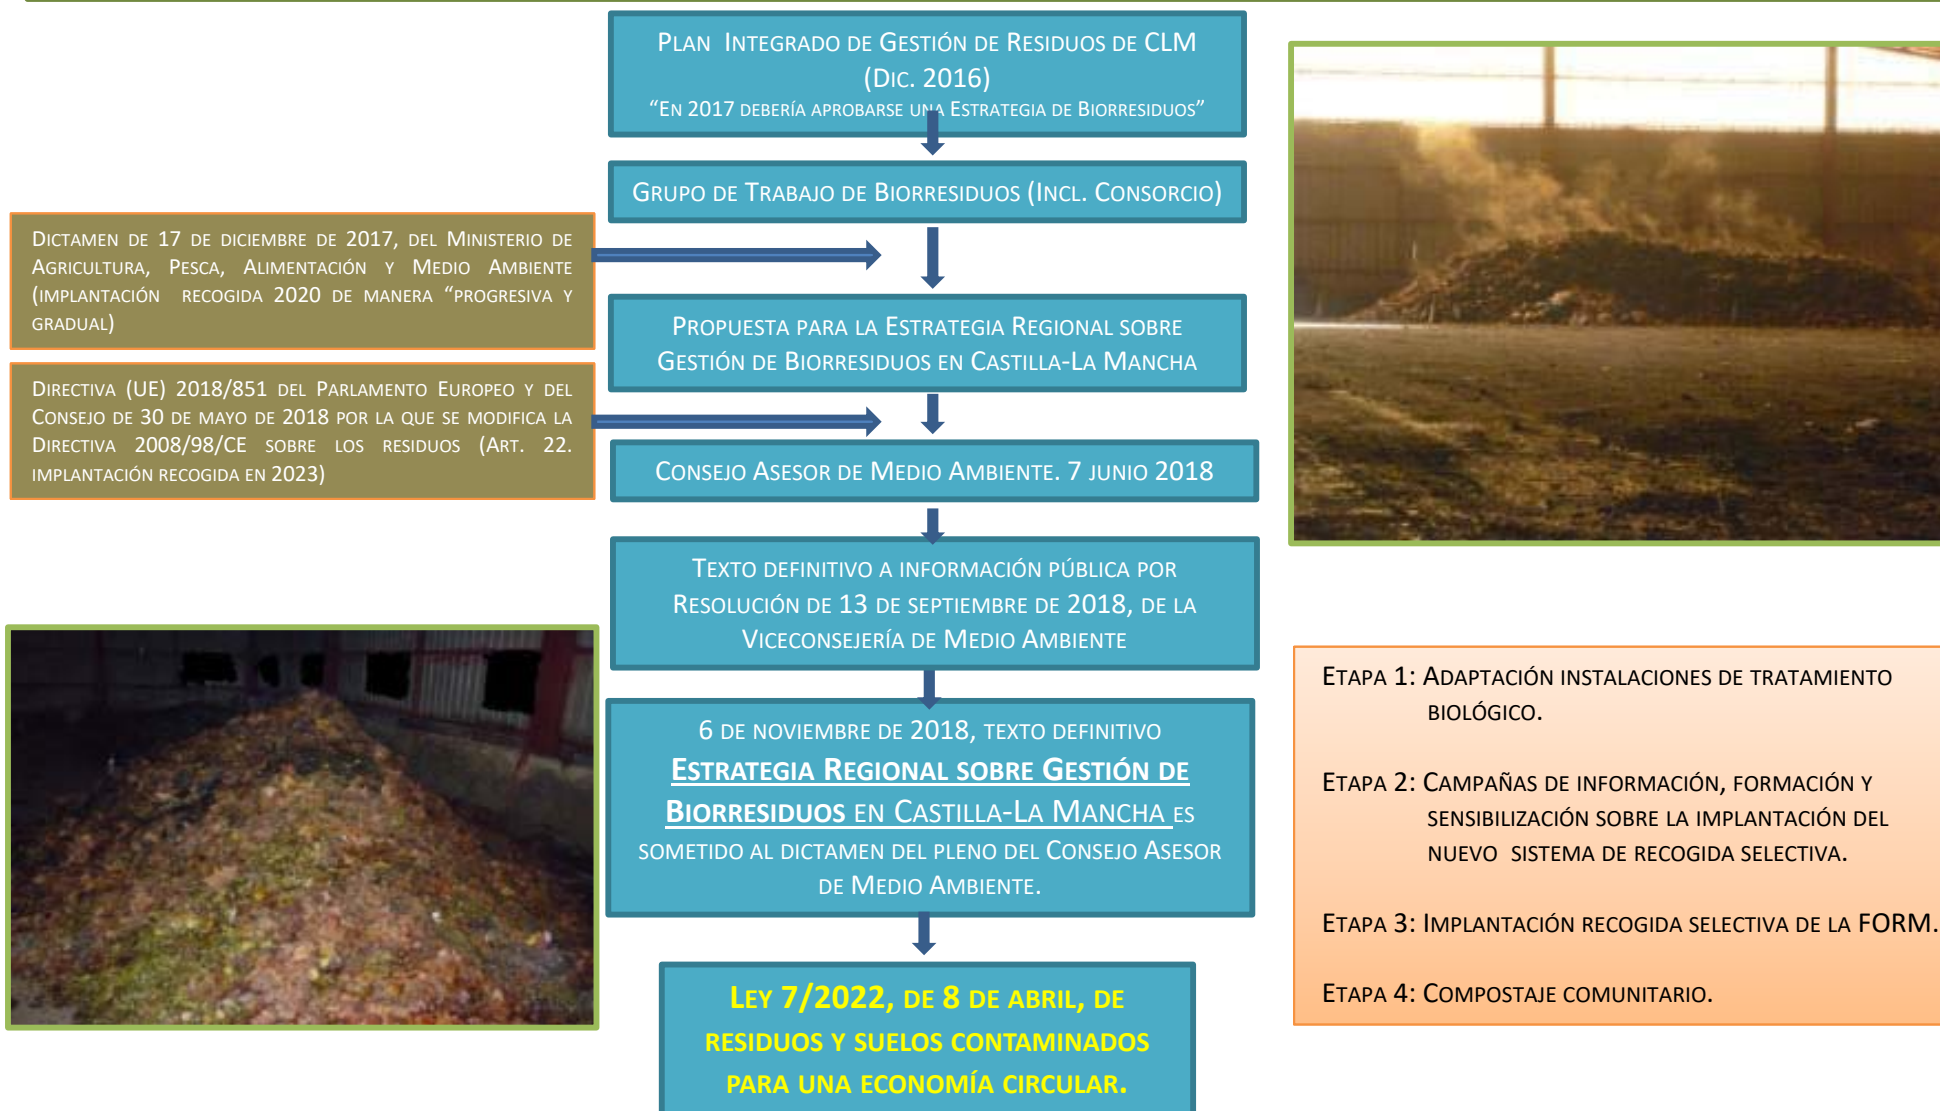 Plan Integrado de Gestión de Residuos de CLM
(Dic. 2016)
“En 2017 debería aprobarse una Estrategia de Biorresiduos”
Grupo de Trabajo de Biorresiduos (Incl. Consorcio)
Dictamen de 17 de diciembre de 2017, del Ministerio de
Agricultura, Pesca, Alimentación y Medio Ambiente
(implantación recogida 2020 de manera “progresiva y
gradual)
Propuesta para la Estrategia Regional sobre
Gestión de Biorresiduos en Castilla-La Mancha
Directiva (UE) 2018/851 del Parlamento Europeo y del
Consejo de 30 de mayo de 2018 por la que se modifica la
Directiva 2008/98/CE sobre los residuos (Art. 22.
implantación recogida en 2023)
Consejo Asesor de Medio Ambiente. 7 junio 2018
Texto definitivo a información pública por
Resolución de 13 de septiembre de 2018, de la
Viceconsejería de Medio Ambiente
6 de noviembre de 2018, texto definitivo
Estrategia Regional sobre Gestión de
Biorresiduos en Castilla-La Mancha es
sometido al dictamen del pleno del Consejo Asesor
de Medio Ambiente.
Ley 7/2022, de 8 de abril, de
residuos y suelos contaminados
para una economía circular.
Etapa 1: Adaptación instalaciones de tratamiento
biológico.
Etapa 2: Campañas de información, formación y
sensibilización sobre la implantación del
nuevo sistema de recogida selectiva.
Etapa 3: Implantación recogida selectiva de la FORM.
Etapa 4: Compostaje comunitario.